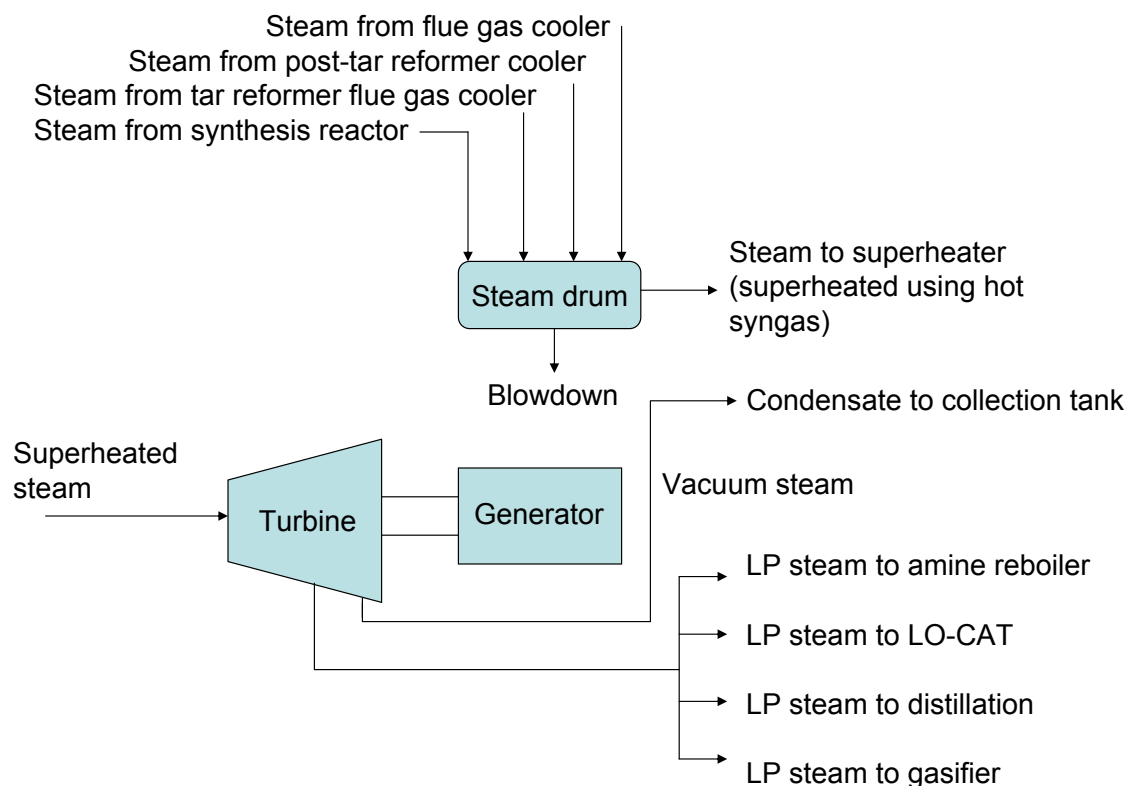 Steam from flue gas cooler
Steam from post-tar reformer cooler
Steam from tar reformer flue gas cooler
Steam from synthesis reactor
Steam to superheater
(superheated using hot
syngas)
Steam drum
Blowdown
Condensate to collection tank
Superheated
steam
Vacuum steam
Turbine
Generator
LP steam to amine reboiler
LP steam to LO-CAT
LP steam to distillation
LP steam to gasifier